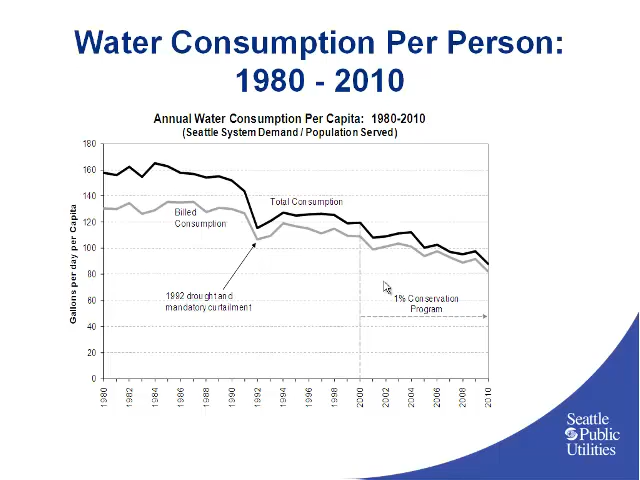 Water Consumption Per Person:
1980 - 2010
Annual Water Consumption Per Capita: 1980-2010
(Seattle System Demand / Population Served)
Gallons per day per Capita
180
160
140
120
100
80
60
40
20
0
Total Consumption
Billed
Consumption
1992 drought and
mandatory curtailment
1% Conservation
Program
1980
1982
1984
1986
1988
1990
1992
1994
1996
1998
2000
2002
2004
2006
2008
2010
Seattle
Public
Utilities